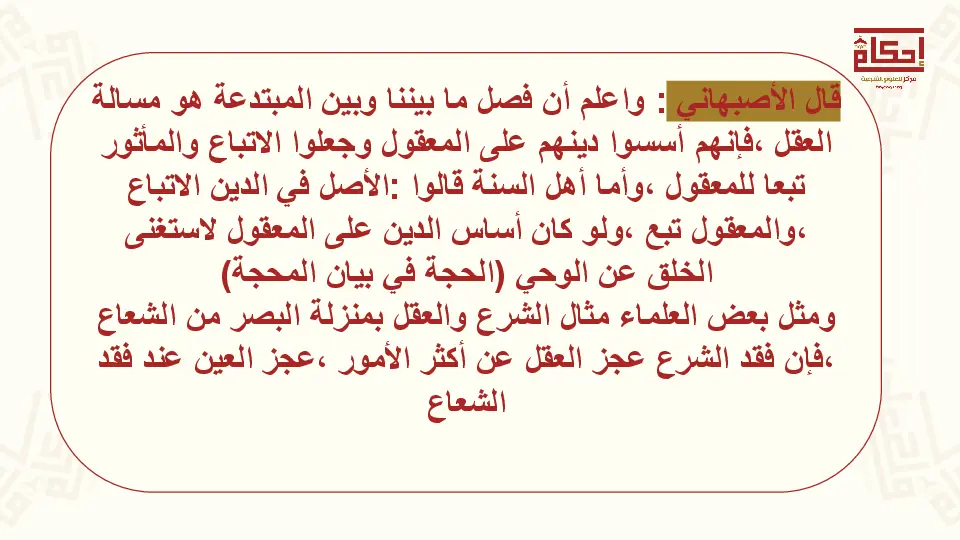 إحكام
مركز للعلوم الشرعية
قال الأصبهاني : واعلم أن فصل ما بيننا وبين المبتدعة هو مسالة
العقل ،فإنهم أسسوا دينهم على المعقول وجعلوا الاتباع والمأثور
تبعا للمعقول ،وأما أهل السنة قالوا :الأصل في الدين الاتباع
،والمعقول تبع ،ولو كان أساس الدين على المعقول لاستغنى
الخلق عن الوحي (الحجة في بيان المحجة)
ومثل بعض العلماء مثال الشرع والعقل بمنزلة البصر من الشعاع
،فإن فقد الشرع عجز العقل عن أكثر الأمور ،عجز العين عند فقد
الشعاع